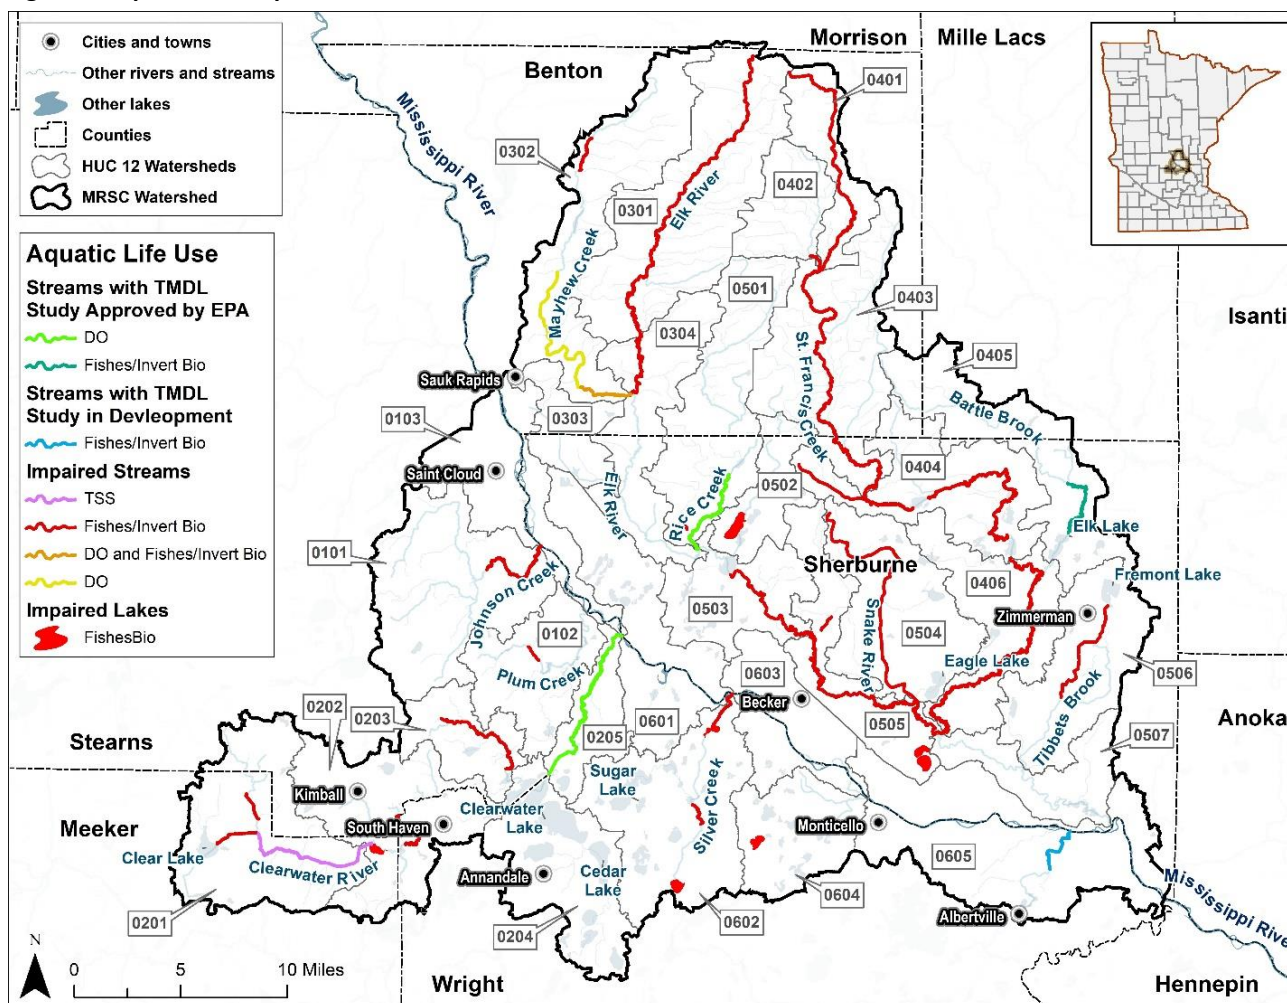 Cities and towns
Other rivers and streams
Other lakes
Counties
HUC 12 Watersheds
MRSC Watershed
Aquatic Life Use
Streams with TMDL
Study Approved by EPA
DO
Fishes/Invert Bio
Streams with TMDL
Study in Devleopment
Fishes/Invert Bio
Impaired Streams
TSS
Fishes/Invert Bio
DO and Fishes/Invert Bio
DO
Impaired Lakes
FishesBio
Morrison
Mille Lacs
Benton
0401
Mississippi River
0302
0402
0301
Elk River
Mayhew Creek
0501
0403
Isanti
0304
0405
St. Francis Creek
Sauk Rapids
Battle Brook
0103
0303
0404
Saint Cloud
0502
Elk River
Rice Creek
Elk Lake
0101
Sherburne
0406
Fremont Lake
Johnson Creek
0503
Snake River
0504
Zimmerman
0102
Plum Creek
Eagle Lake
0603
0506
Becker
Tibbets Brook
0202
0203
0601
0505
Anoka
0205
0507
Stearns
Sugar
Lake
Kimball
Clearwater
Lake
Silver Creek
Meeker
South Haven
Monticello
Clear Lake
Clearwater River
0605
Annandale
Cedar
Lake
Mississippi River
0201
0604
0204
0602
Albertville
N
0 5 10 Miles
Wright
Hennepin